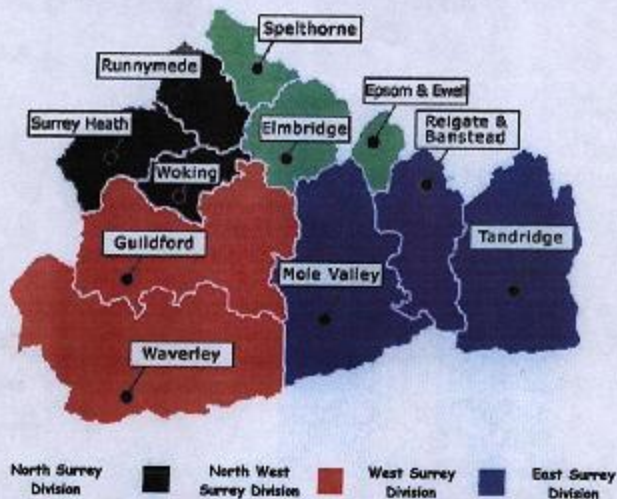 Spelthorne
Runnymede
Epsom & Ewell
Surrey Heath
Elmbridge
Reigate &
Banstead
Woking
Guildford
Tandridge
Mole Valley
Waverley
North Surrey
Division
North West
Surrey Division
West Surrey
Division
East Surrey
Division